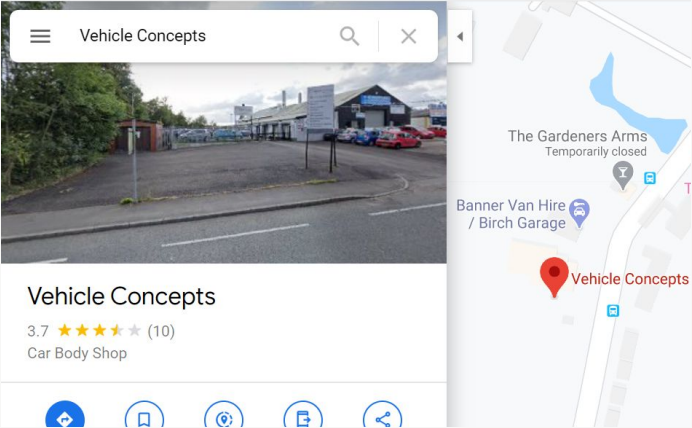 Vehicle Concepts
Vehicle Concepts
3.7
(10)
Car Body Shop
The Gardeners Arms
Temporarily closed
Banner Van Hire
/ Birch Garage
Vehicle Concepts
T